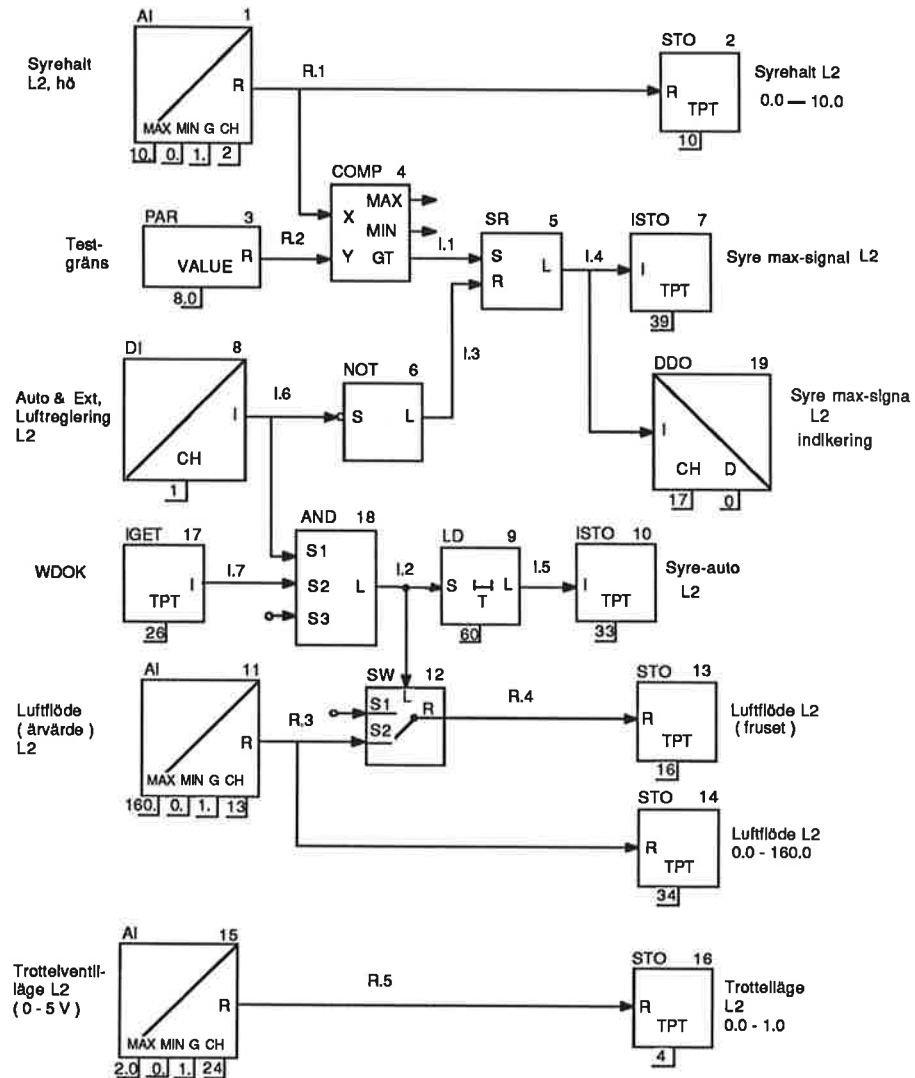 AI 1
Syrehalt
L2, hö
R
MAX MIN G CH
10. 0. 1. 2
R.1
STO 2
R
TPT
10
Syrehalt L2
0.0 — 10.0
PAR 3
Test-
gräns
R
VALUE
8.0
R.2
COMP 4
MAX
X
MIN
Y GT
I.1
SR 5
S
L
R
I.4
ISTO 7
I
TPT
39
Syre max-signal L2
DI 8
Auto & Ext,
Luftreglering
L2
I
CH
1
I.6
NOT 6
S L
I.3
DDO 19
I
CH D
17 0
Syre max-signa
L2
indikering
IGET 17
WDOK
I
TPT
26
I.7
AND 18
S1
S2 L
S3
I.2
LD 9
S L
T
60
I.5
ISTO 10
I
TPT
33
Syre-auto
L2
AI 11
Luftflöde
( ärvärde )
L2
R
MAX MIN G CH
160. 0. 1. 13
R.3
SW 12
L
S1
R
S2
R.4
STO 13
R
TPT
16
Luftflöde L2
( fruset )
STO 14
R
TPT
34
Luftflöde L2
0.0 - 160.0
AI 15
Trottelventil-
läge L2
( 0 - 5 V )
R
MAX MIN G CH
2.0 0. 1. 24
R.5
STO 16
R
TPT
4
Trottelläge
L2
0.0 - 1.0